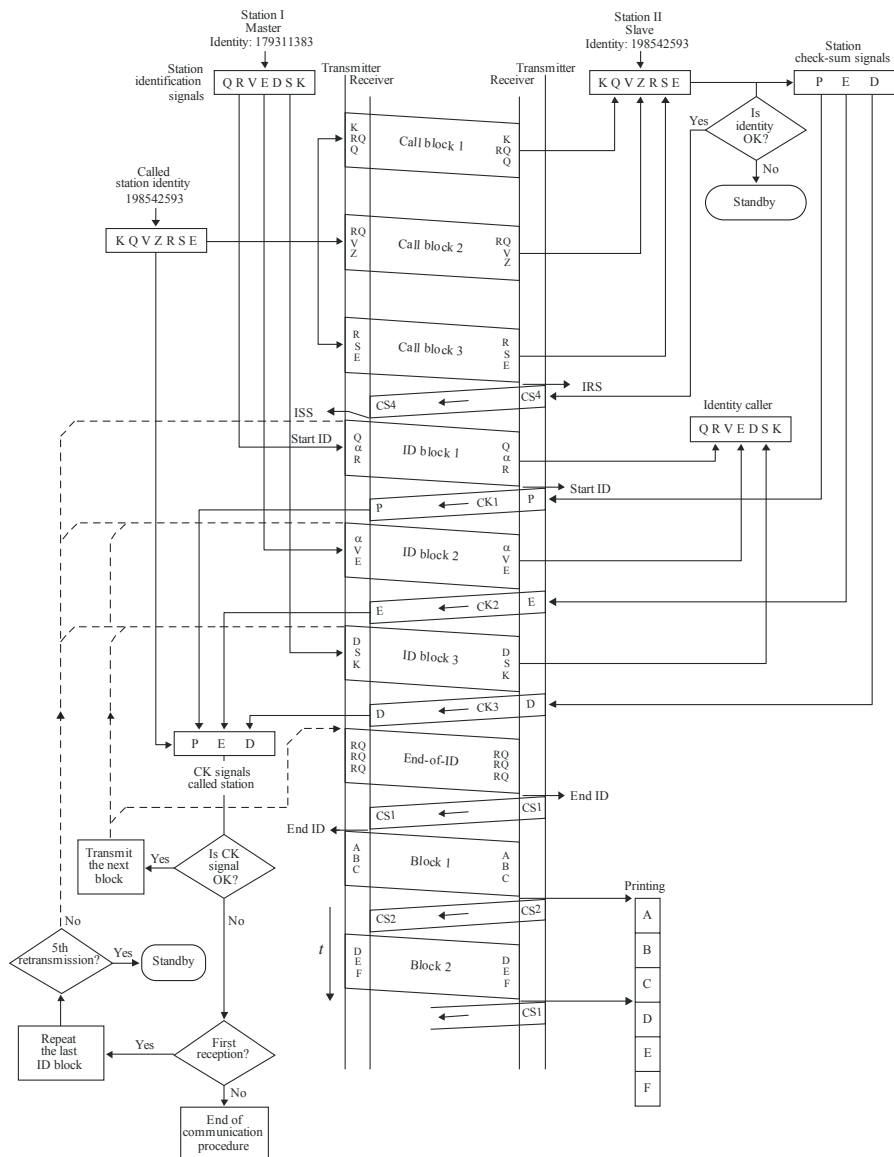 Station I
Master
Identity: 179311383
Station II
Slave
Identity: 198542593
Station
check-sum signals
Station
identification
signals
Q R V E D S K
Transmitter
Receiver
Receiver
Transmitter
K Q V Z R S E
P E D
Yes
Is
identity
OK?
No
Standby
Called
station identity
198542593
K Q V Z R S E
K
RQ
Q
Call block 1
K
RQ
Q
RQ
V
Z
Call block 2
RQ
V
Z
R
S
E
Call block 3
R
S
E
IRS
ISS
CS4
CS4
Identity caller
Q R V E D S K
Start ID
Q
α
R
ID block 1
Q
α
R
Start ID
P
CK1
P
α
V
E
ID block 2
α
V
E
E
CK2
E
D
S
K
ID block 3
D
S
K
D
CK3
D
P E D
CK signals
called station
RQ
RQ
RQ
End-of-ID
RQ
RQ
RQ
End ID
CS1
CS1
End ID
Transmit
the next
block
Yes
Is CK
signal
OK?
No
A
B
C
Block 1
A
B
C
Printing
A
B
C
D
E
F
CS2
CS2
t
D
E
F
Block 2
D
E
F
CS1
No
5th
retransmission?
Yes
Standby
Repeat
the last
ID block
Yes
First
reception?
No
End of
communication
procedure